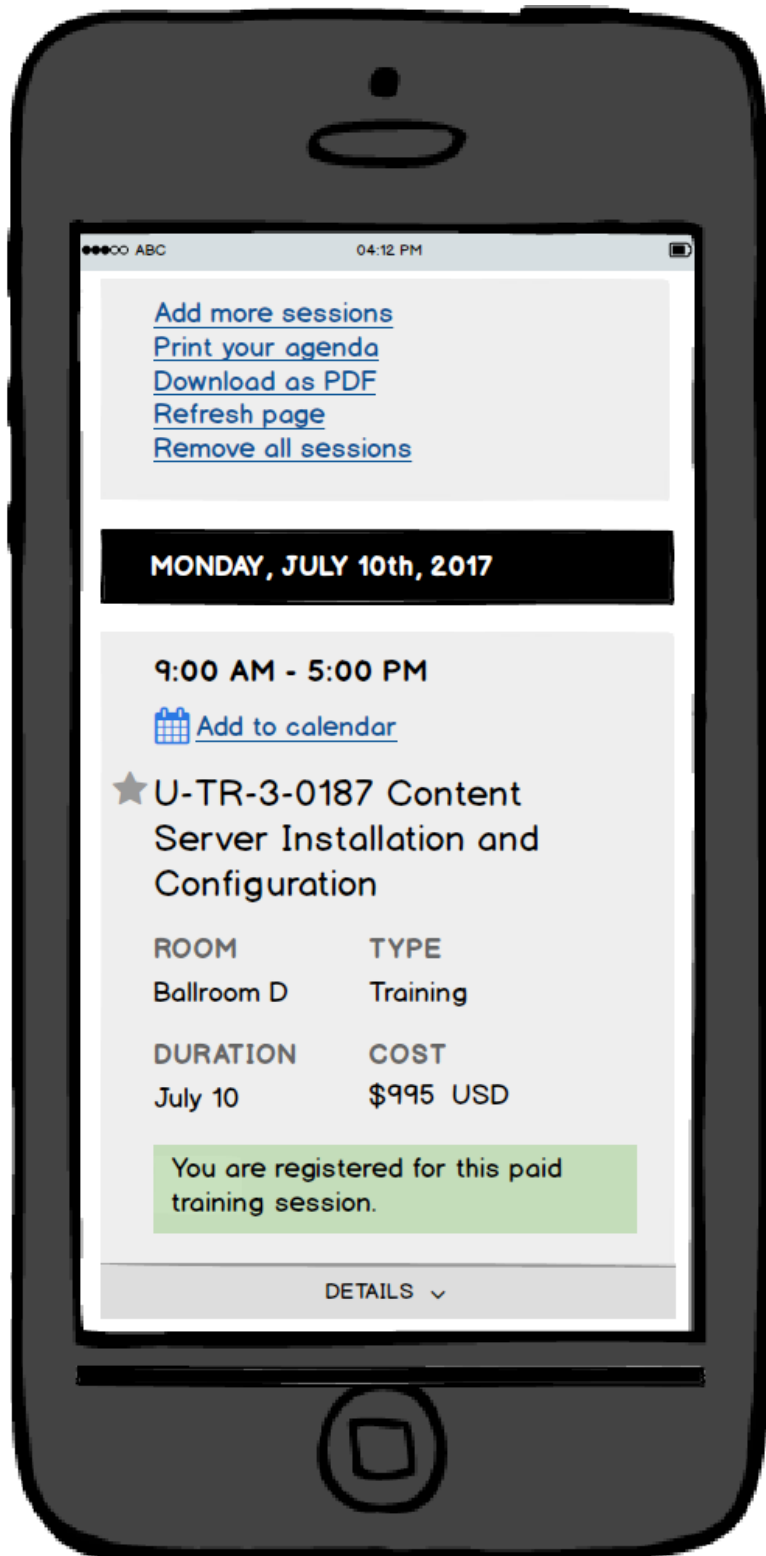 ABC 04:12 PM
Add more sessions
Print your agenda
Download as PDF
Refresh page
Remove all sessions
MONDAY, JULY 10th, 2017
9:00 AM - 5:00 PM
Add to calendar
U-TR-3-0187 Content
Server Installation and
Configuration
ROOM TYPE
Ballroom D Training
DURATION COST
July 10 $995 USD
You are registered for this paid
training session.
DETAILS